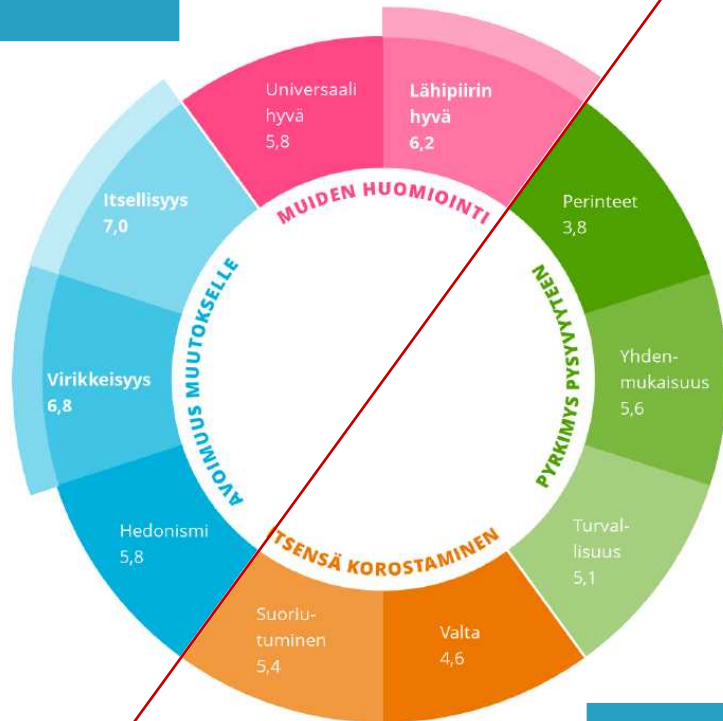 Universaali
hyvä
5,8
Lähipiirin
hyvä
6,2
Perinteet
3,8
Yhden-
mukaisuus
5,6
Turval-
lisuus
5,1
Valta
4,6
Suoriu-
tuminen
5,4
Hedonismi
5,8
Virikkeisyys
6,8
Itsellisyys
7,0
MUIDEN HUOMIOINTI
PYRKIMYS PYSYVYYTEEN
ITSENSÄ KOROSTAMINEN
AVOIMUUS MUUTOKSELLE